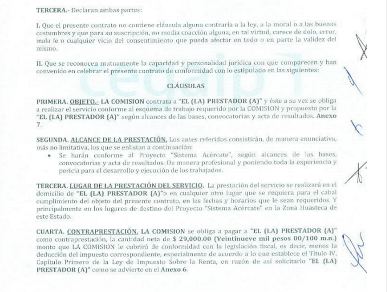 TERCERA.- Declaran ambas partes:
I. Que el presente contrato no contiene cláusula alguna contraria a la ley, a la moral o a las buenas
costumbres y que para su suscripción, no media coacción alguna, en tal virtud, carece de dolo, error,
mala fe o cualquier vicio del consentimiento que pueda afectar en todo o en parte la validez del
mismo.
II. Que se reconocen mutuamente la capacidad y personalidad jurídica con que comparecen y han
convenido en celebrar el presente contrato de conformidad con lo estipulado en las siguientes:
CLÁUSULAS
PRIMERA. OBJETO. LA COMISION contrata a "EL (LA) PRESTADOR (A)" y éste a su vez se obliga
a realizar el servicio conforme al esquema de trabajo requerido por la COMISION y propuesto por la
"EL (LA) PRESTADOR (A)" según alcances de las bases, convocatorias y acta de resultados. Anexo
7.
SEGUNDA. ALCANCE DE LA PRESTACIÓN. Las antes referidos consistirán, de manera enunciativa,
más no limitativa, los que se enlistan a continuación:
• Se harán conforme al Proyecto "Sistema Acércate", según alcances de las bases,
convocatorias y acta de resultados. De manera profesional y poniendo toda la experiencia y
pericia para el desarrollo y ejecución de los trabajados.
TERCERA. LUGAR DE LA PRESTACIÓN DEL SERVICIO. La prestación del servicio se realizará en el
domicilio de "EL (LA) PRESTADOR (A)" en cualquier otro lugar que se requiera para el cabal
cumplimiento del objeto del presente contrato, en las fechas y horarios que le sean requeridos. Y
principalmente en los lugares de destino del Proyecto "Sistema Acércate" en la Zona Huasteca de
este Estado.
CUARTA. CONTRAPRESTACIÓN. LA COMISION se obliga a pagar a "EL (LA) PRESTADOR (A)"
como contraprestación, la cantidad neta de $ 29,000.00 (Veintinueve mil pesos 00/100 m.n.)
monto que LA COMISION le cubrirá de conformidad con la legislación fiscal, es decir, menos la
deducción del impuesto correspondiente, especialmente de acuerdo a lo que establece el Título IV,
Capítulo Primero de la Ley de Impuesto Sobre la Renta, en razón de así solicitarlo "EL (LA)
PRESTADOR (A)" como se advierte en el Anexo 6.